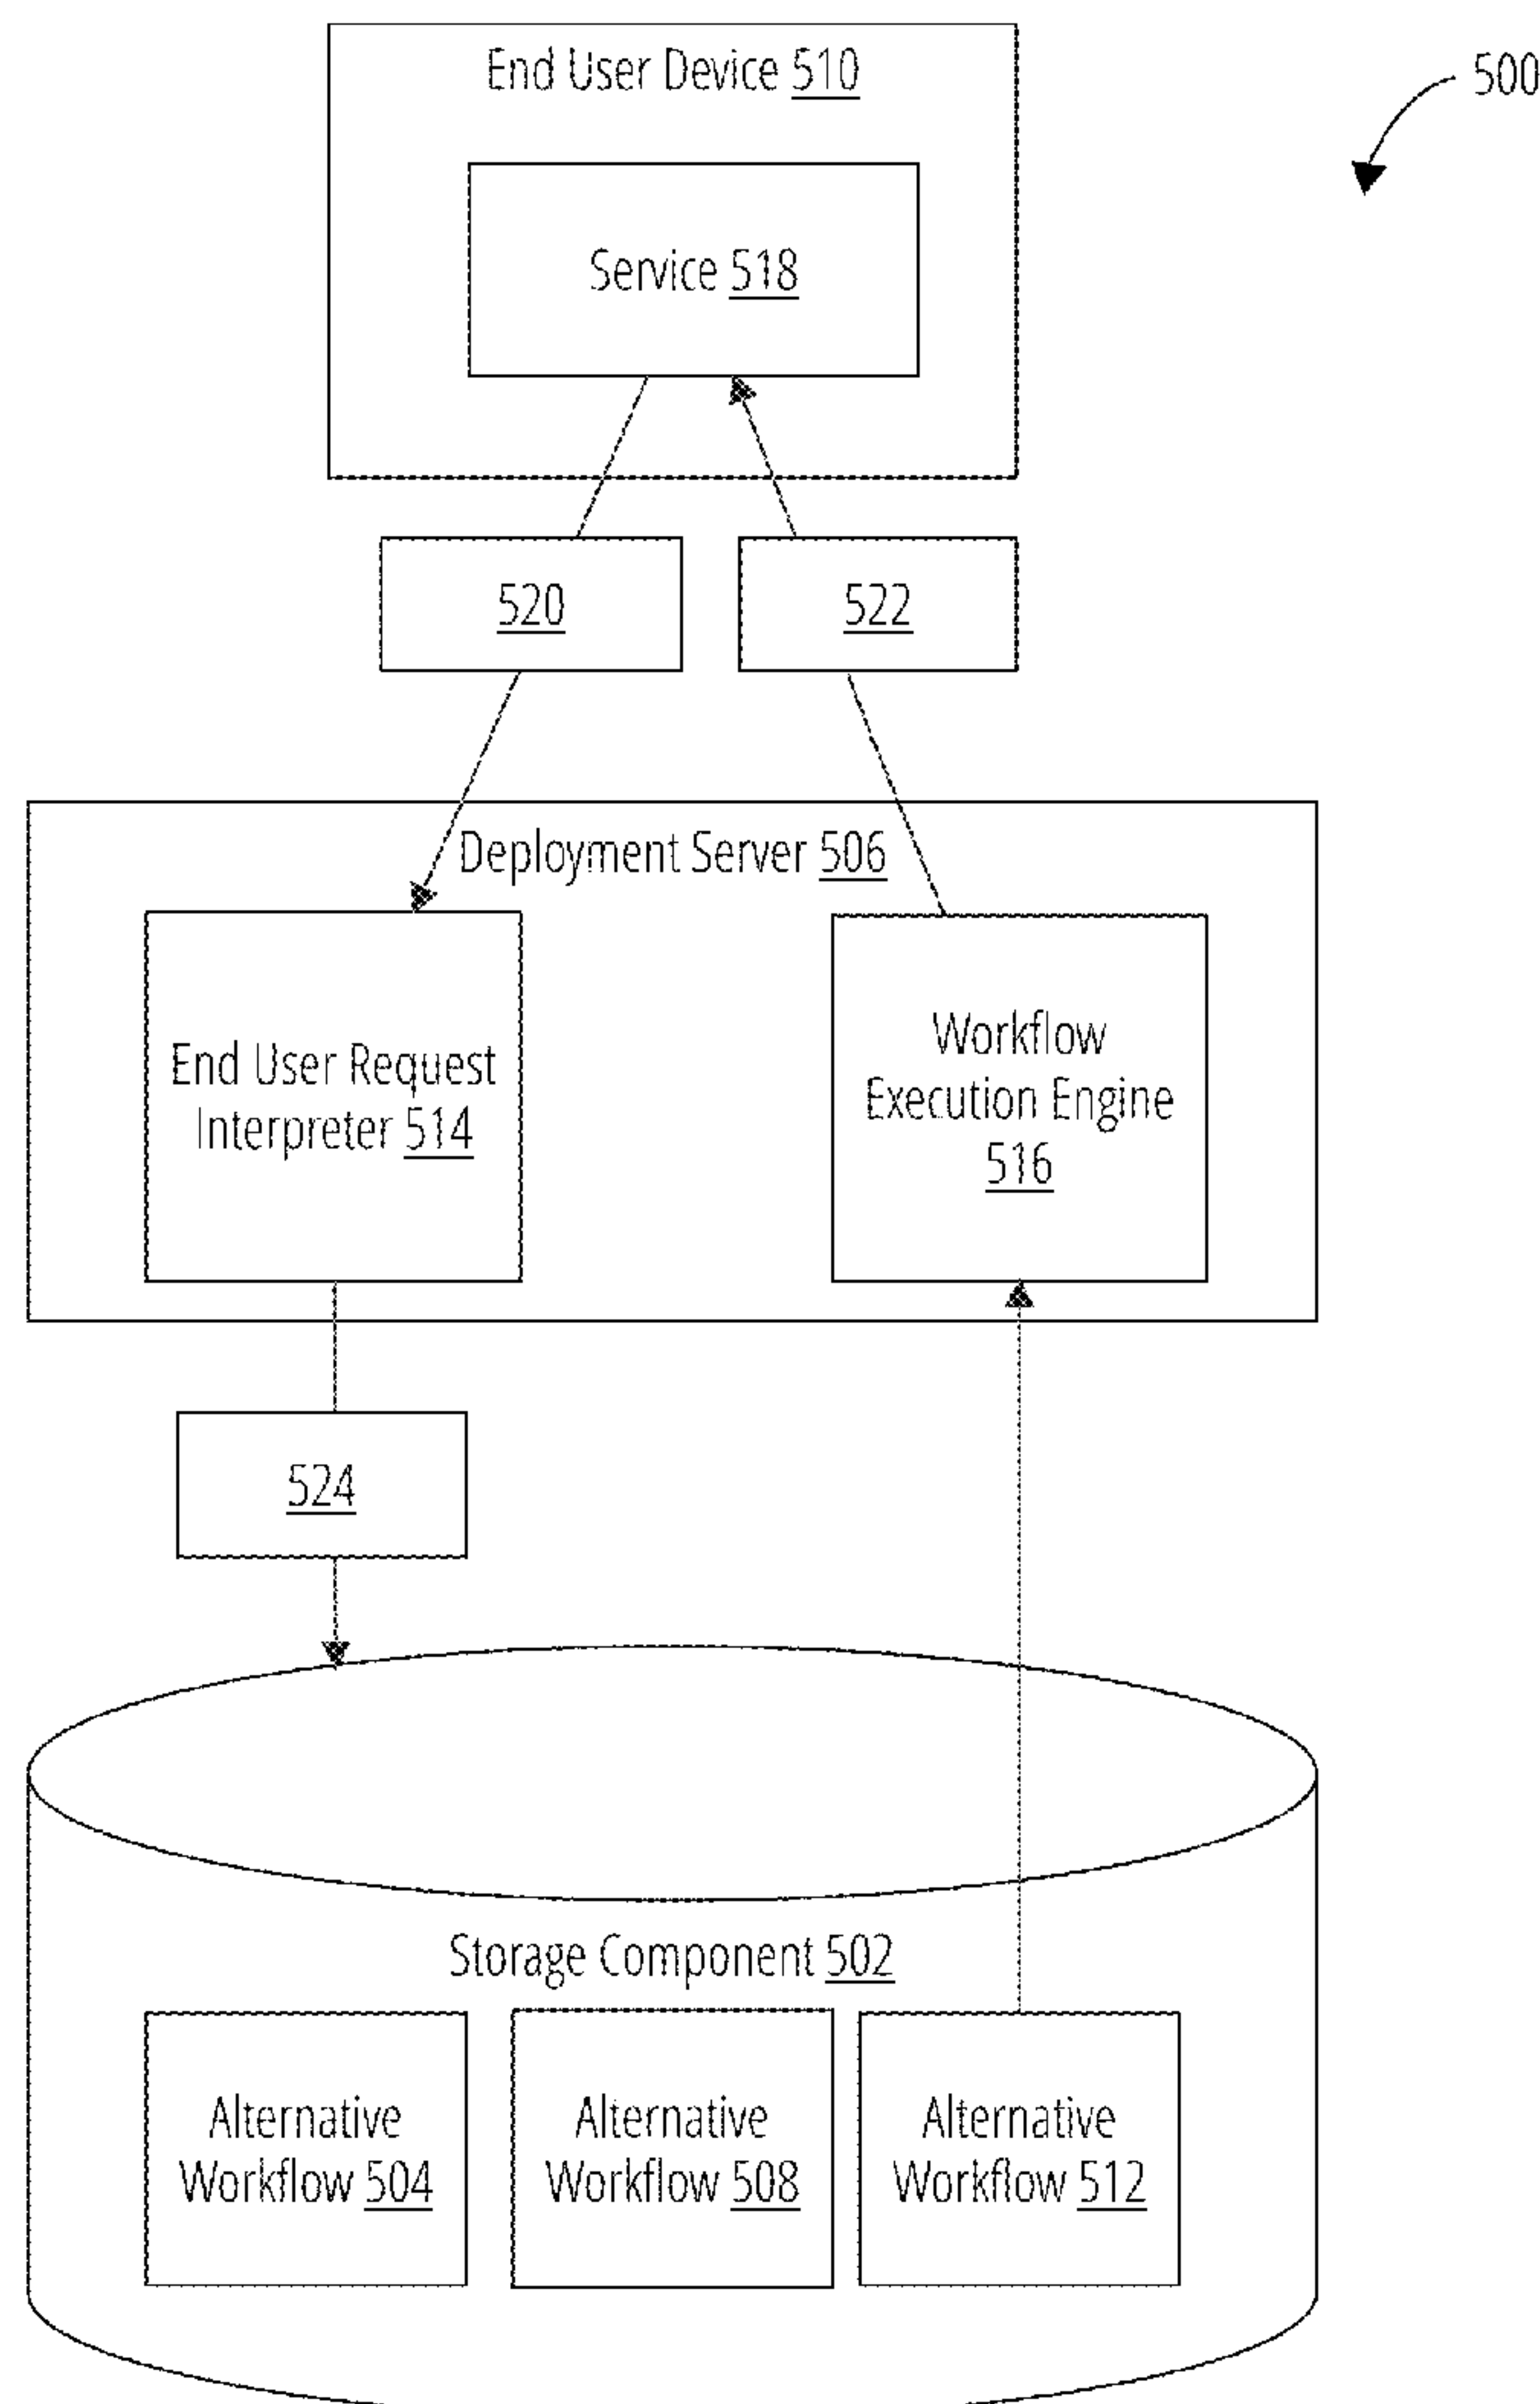 End User Device 510
500
Service 518
520
522
Deployment Server 506
End User Request
Interpreter 514
Workflow
Execution Engine
516
524
Storage Component 502
Alternative
Workflow 504
Alternative
Workflow 508
Alternative
Workflow 512